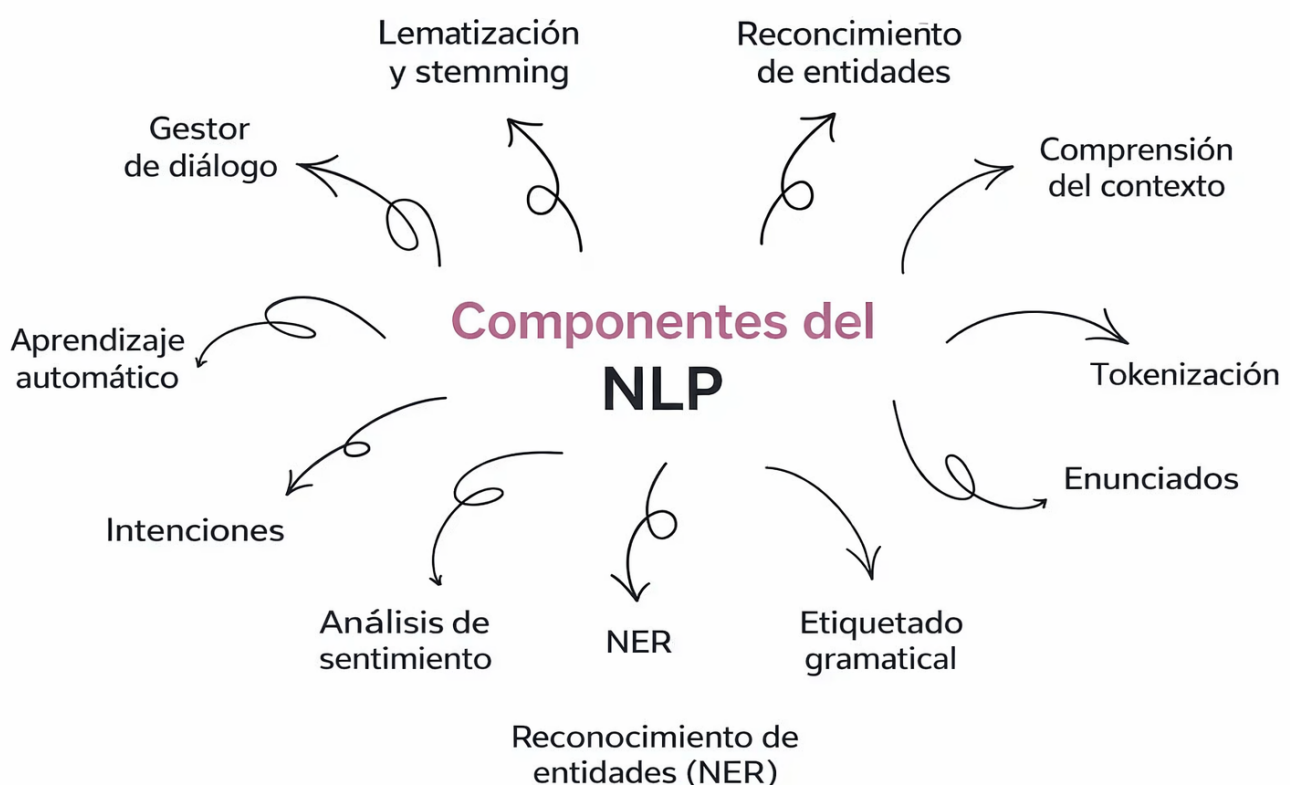 Lematización
y stemming
Reconcimiento
de entidades
Gestor
de diálogo
Comprensión
del contexto
Componentes del
NLP
Aprendizaje
automático
Tokenización
Enunciados
Intenciones
Análisis de
sentimiento
NER
Etiquetado
gramatical
Reconocimiento de
entidades (NER)